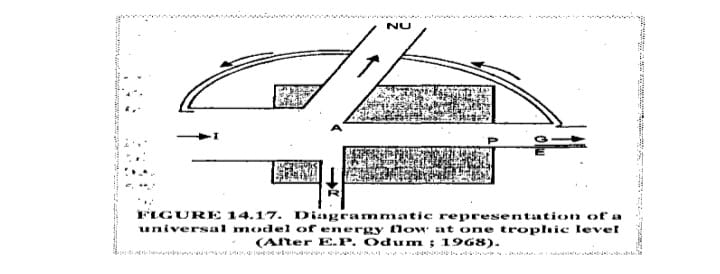 NU
I
A
P
G
E
R
FIGURE 14.17. Diagrammatic representation of a
universal model of energy flow at one trophic level
(After E.P. Odum ; 1968).